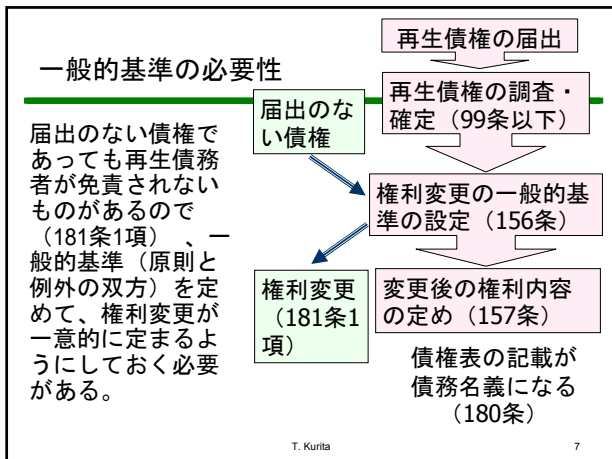 一般的基準の必要性
届出のない債権で
あっても再生債務
者が免責されない
ものがあるので
（181条1項）、一
般的基準（原則と
例外の双方）を定
めて、権利変更が
一意的に定まるよ
うにしておく必要
がある。
再生債権の届出
再生債権の調査・
確定（99条以下）
届出のな
い債権
権利変更の一般的基
準の設定（156条）
権利変更
（181条1
項）
変更後の権利内容
の定め（157条）
債権表の記載が
債務名義になる
（180条）
T. Kurita
7